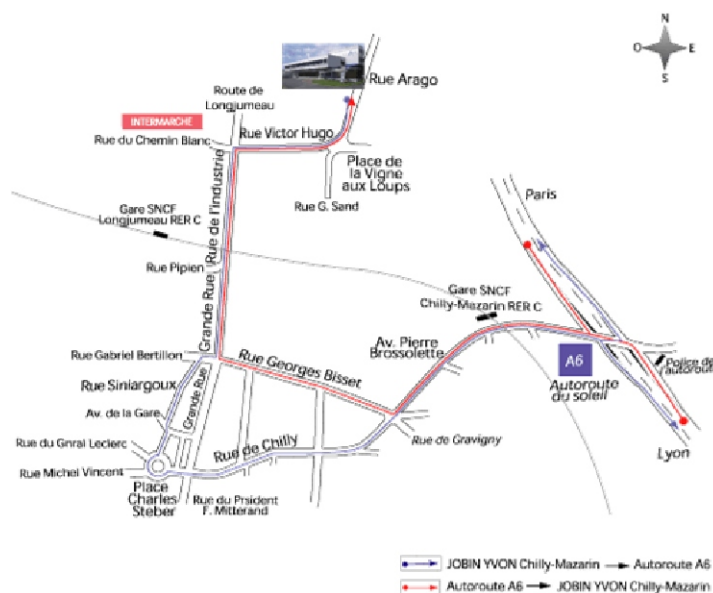 N
O
E
S
Rue Arago
Route de
Longjumeau
INTERMARCHE
Rue du Chemin Blanc
Rue Victor Hugo
Place de
la Vigne
aux Loups
Rue G. Sand
Rue de l'industrie
Gare SNCF
Longjumeau RER C
Rue Pipien
Grande Rue
Paris
Gare SNCF
Chilly-Mazarin RER C
Av. Pierre
Brossolette
Rue Gabriel Bertillon
Rue Georges Bisset
A6
Autoroute
du soleil
Police de
l'autoroute
Rue Siniargoux
Grande Rue
Av. de la Gare
Rue du Gnral Leclerc
Rue de Chilly
Rue de Gravigny
Rue Michel Vincent
Lyon
Place
Charles
Steber
Rue du Prsident
F. Mitterand
JOBIN YVON Chilly-Mazarin Autoroute A6
Autoroute A6 JOBIN YVON Chilly-Mazarin